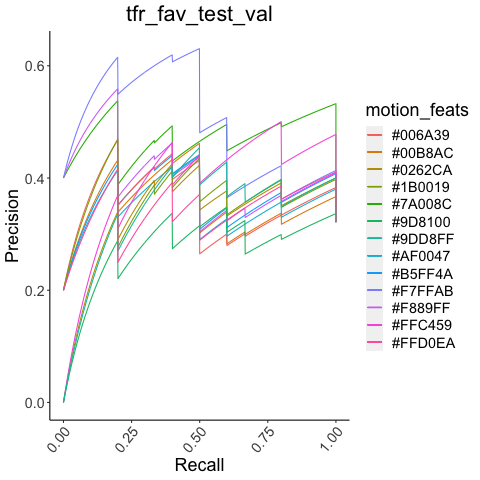 tfr_fav_test_val
Precision
0.6
0.4
0.2
0.0
0.00
0.25
0.50
0.75
1.00
Recall
motion_feats
#006A39
#00B8AC
#0262CA
#1B0019
#7A008C
#9D8100
#9DD8FF
#AF0047
#B5FF4A
#F7FFAB
#F889FF
#FFC459
#FFD0EA